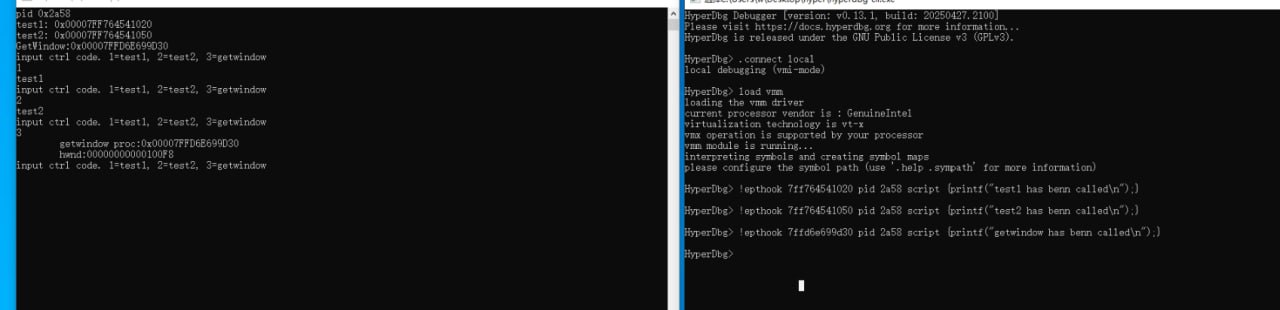 pid 0x2a58
test1: 0x00007FF764541020
test2: 0x00007FF764541050
GetWindow:0x00007FFD6E699D30
input ctrl code. 1=test1, 2=test2, 3=getwindow
1
test1
input ctrl code. 1=test1, 2=test2, 3=getwindow
2
test2
input ctrl code. 1=test1, 2=test2, 3=getwindow
3
getwindow proc:0x00007FFD6E699D30
hwnd:00000000000100F8
input ctrl code. 1=test1, 2=test2, 3=getwindow
HyperDbg Debugger [version: v0.13.1, build: 20250427.2100]
Please visit https://docs.hyperdbg.org for more information...
HyperDbg is released under the GNU Public License v3 (GPLv3).
HyperDbg> .connect local
local debugging (vmi-mode)
HyperDbg> load vmm
loading the vmm driver
current processor vendor is : GenuineIntel
virtualization technology is vt-x
vmx operation is supported by your processor
vmm module is running...
interpreting symbols and creating symbol maps
please configure the symbol path (use '.help .sympath' for more information)
HyperDbg> !epthook 7ff764541020 pid 2a58 script {printf("test1 has benn called\n");}
HyperDbg> !epthook 7ff764541050 pid 2a58 script {printf("test2 has benn called\n");}
HyperDbg> !epthook 7ffd6e699d30 pid 2a58 script {printf("getwindow has benn called\n");}
HyperDbg>